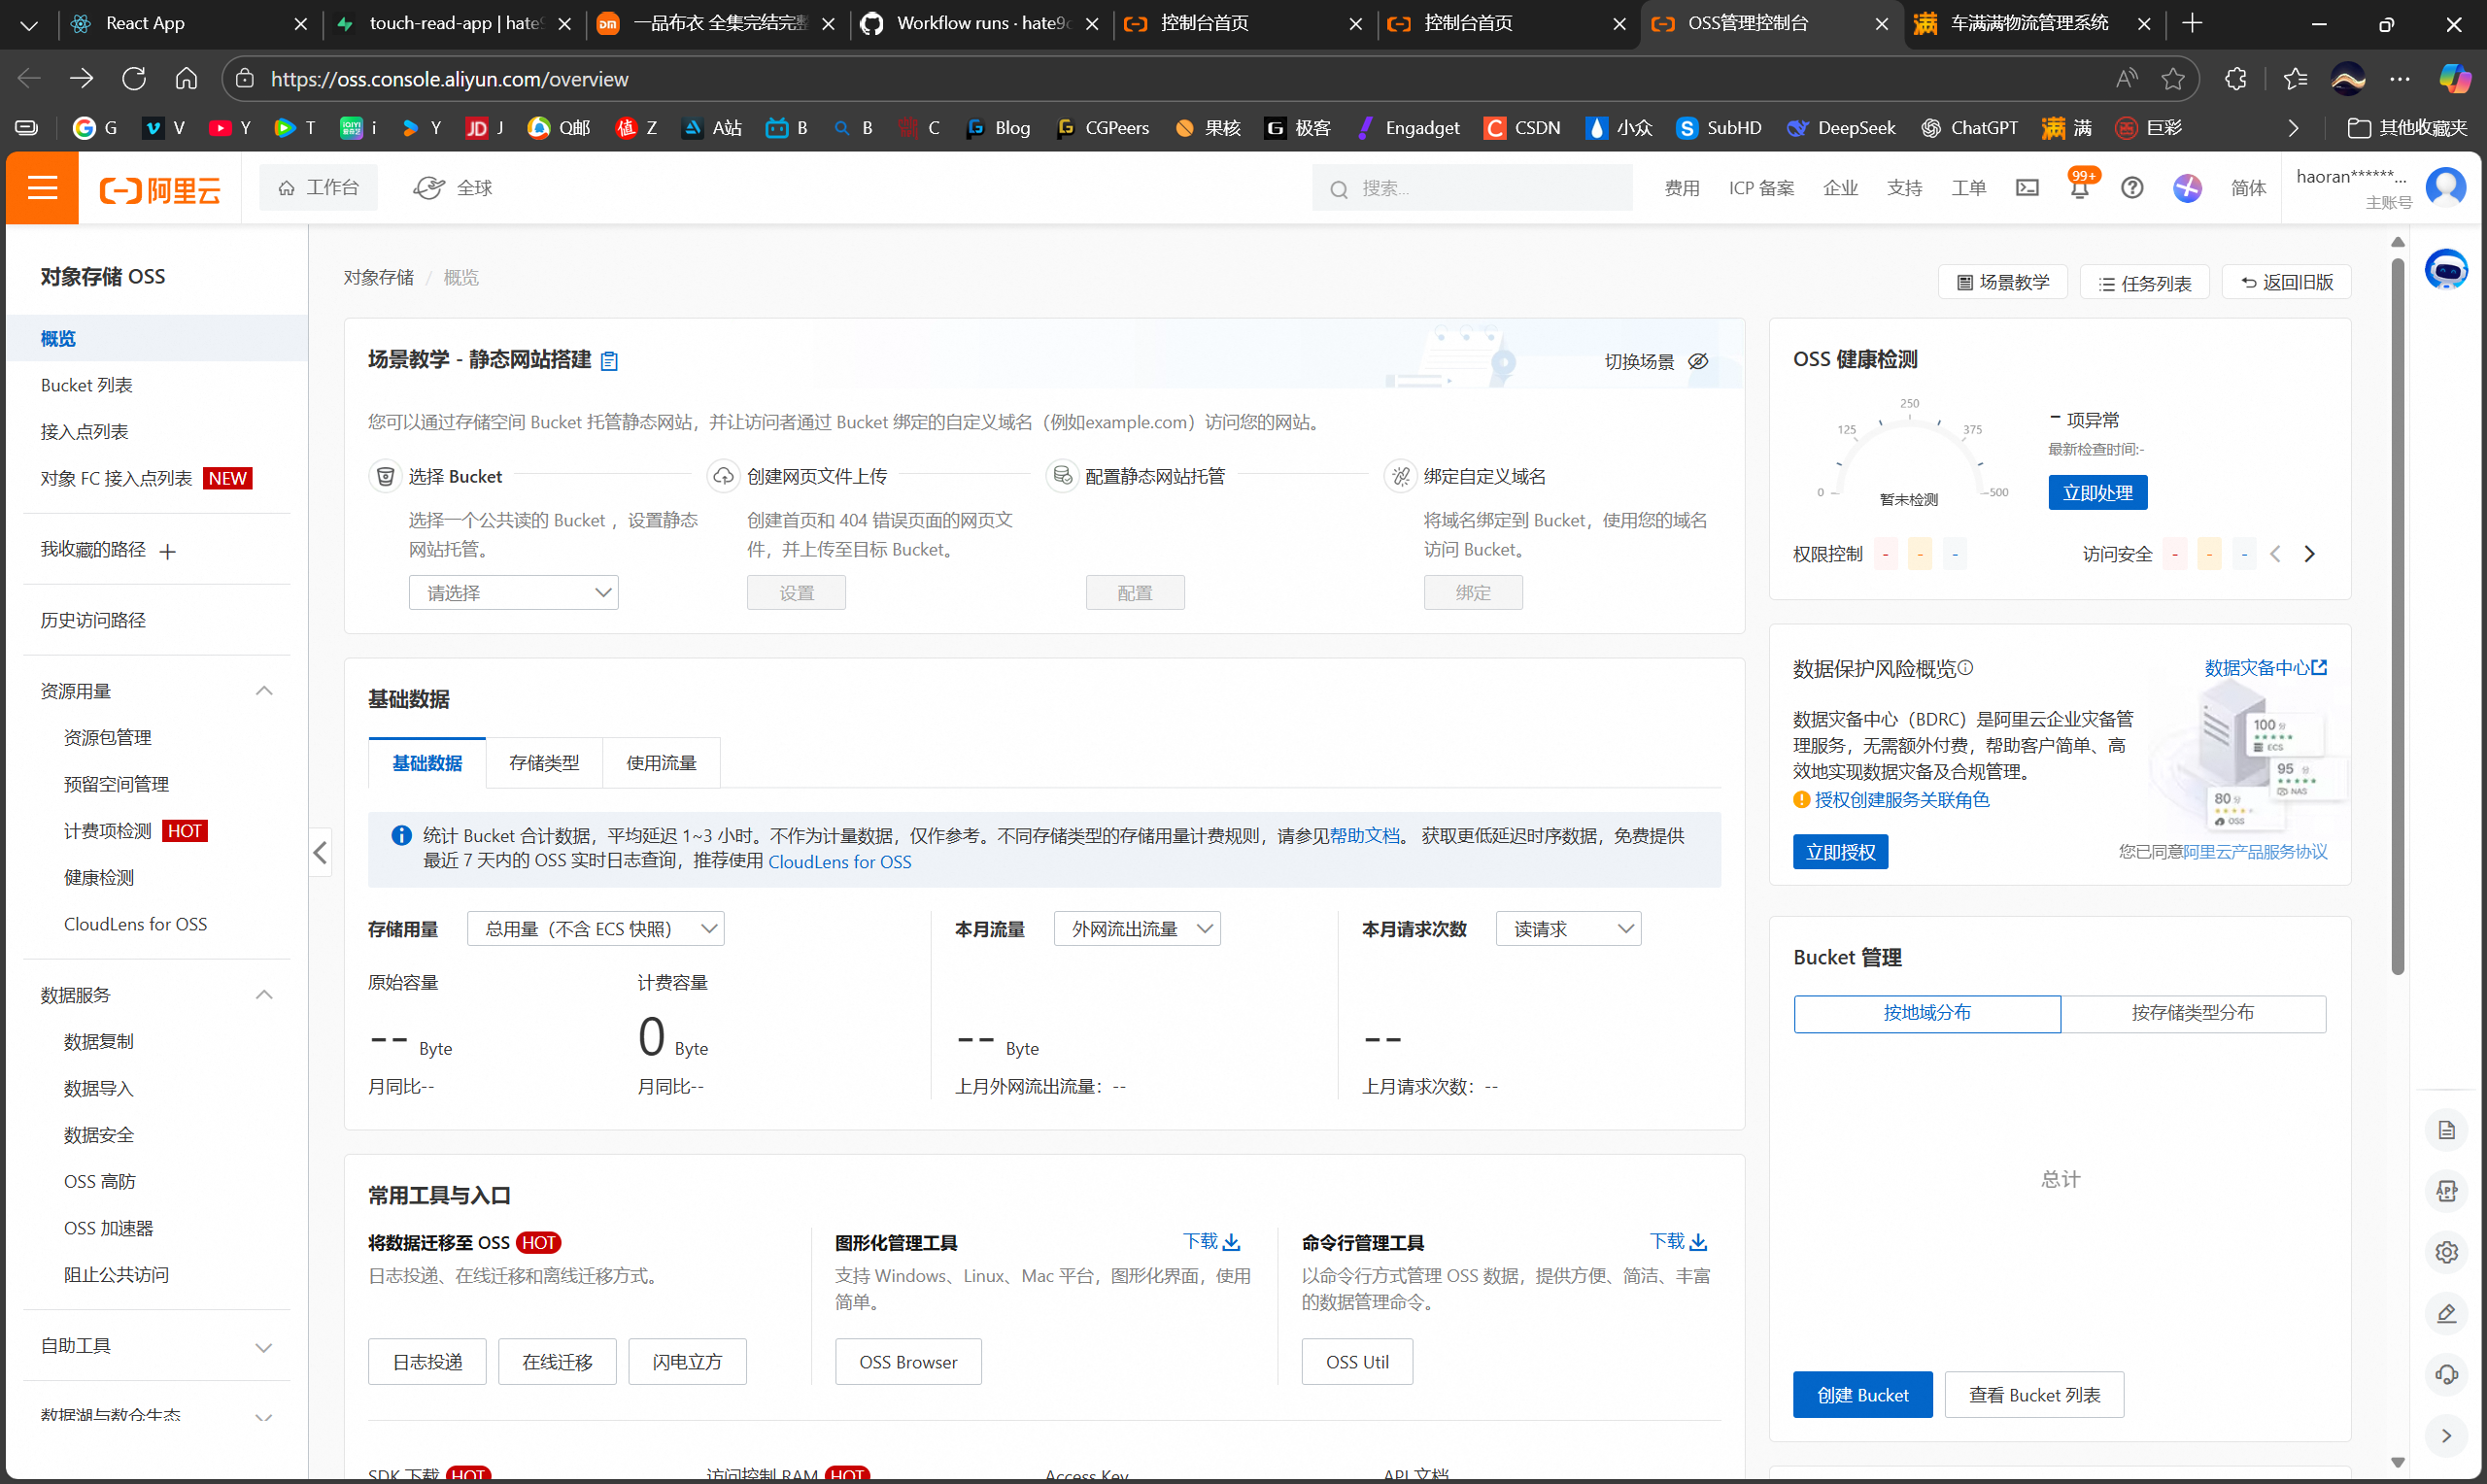 React App
touch-read-app | hate9
一品布衣 全集完结完整
Workflow runs · hate9c
控制台首页
控制台首页
OSS管理控制台
车满满物流管理系统
https://oss.console.aliyun.com/overview
G
V
Y
T
i
Y
J
Q邮
Z
A站
B
B
C
Blog
CGPeers
果核
极客
Engadget
CSDN
小众
SubHD
DeepSeek
ChatGPT
满
巨彩
其他收藏夹
阿里云
工作台
全球
搜索...
费用
ICP 备案
企业
支持
工单
99+
简体
haoran******...
主账号
对象存储 OSS
概览
Bucket 列表
接入点列表
对象 FC 接入点列表 NEW
我收藏的路径
历史访问路径
资源用量
资源包管理
预留空间管理
计费项检测 HOT
健康检测
CloudLens for OSS
数据服务
数据复制
数据导入
数据安全
OSS 高防
OSS 加速器
阻止公共访问
自助工具
数据湖与数仓生态
对象存储 / 概览
场景教学
任务列表
返回旧版
场景教学 - 静态网站搭建
切换场景
您可以通过存储空间 Bucket 托管静态网站，并让访问者通过 Bucket 绑定的自定义域名（例如example.com）访问您的网站。
选择 Bucket
选择一个公共读的 Bucket ，设置静态
网站托管。
请选择
创建网页文件上传
创建首页和 404 错误页面的网页文
件，并上传至目标 Bucket。
设置
配置静态网站托管
配置
绑定自定义域名
将域名绑定到 Bucket，使用您的域名
访问 Bucket。
绑定
基础数据
基础数据
存储类型
使用流量
统计 Bucket 合计数据，平均延迟 1~3 小时。不作为计量数据，仅作参考。不同存储类型的存储用量计费规则，请参见帮助文档。 获取更低延迟时序数据，免费提供
最近 7 天内的 OSS 实时日志查询，推荐使用 CloudLens for OSS
存储用量
总用量（不含 ECS 快照）
原始容量
-- Byte
月同比--
计费容量
0 Byte
月同比--
本月流量
外网流出流量
-- Byte
上月外网流出流量：--
本月请求次数
读请求
--
上月请求次数：--
常用工具与入口
将数据迁移至 OSS HOT
日志投递、在线迁移和离线迁移方式。
日志投递
在线迁移
闪电立方
图形化管理工具
下载
支持 Windows、Linux、Mac 平台，图形化界面，使用
简单。
OSS Browser
命令行管理工具
下载
以命令行方式管理 OSS 数据，提供方便、简洁、丰富
的数据管理命令。
OSS Util
SDK 下载 HOT
访问控制 RAM HOT
Access Key
API 文档
OSS 健康检测
0
125
250
375
500
暂未检测
- 项异常
最新检查时间:-
立即处理
权限控制 - - -
访问安全 - - -
数据保护风险概览
数据灾备中心
数据灾备中心（BDRC）是阿里云企业灾备管
理服务，无需额外付费，帮助客户简单、高
效地实现数据灾备及合规管理。
授权创建服务关联角色
100 分
ECS
95 分
NAS
80 分
OSS
立即授权
您已同意阿里云产品服务协议
Bucket 管理
按地域分布
按存储类型分布
总计
创建 Bucket
查看 Bucket 列表
APP